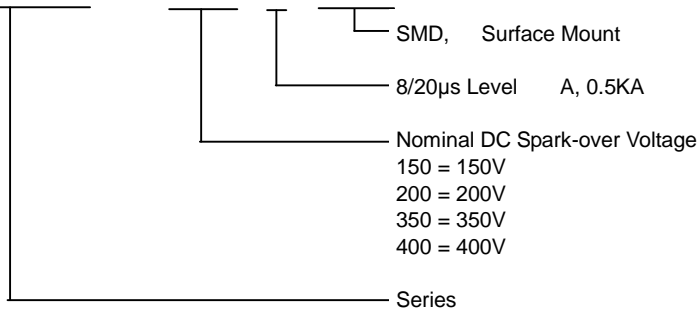 SMD, Surface Mount
8/20µs Level A, 0.5KA
Nominal DC Spark-over Voltage
150 = 150V
200 = 200V
350 = 350V
400 = 400V
Series